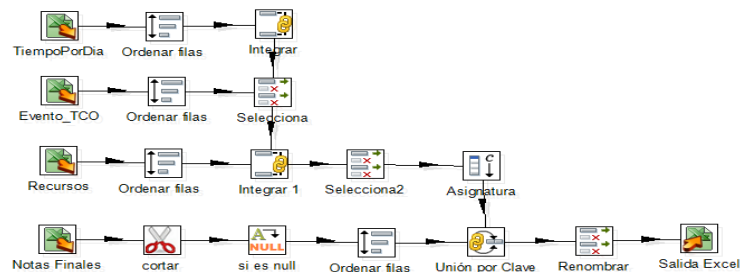 TiempoPorDia Ordenar filas Integrar
Evento_TCO Ordenar filas Selecciona
Recursos Ordenar filas Integrar 1 Selecciona2 Asignatura
C
A
NULL
Notas Finales cortar si es null Ordenar filas Unión por Clave Renombrar Salida Excel